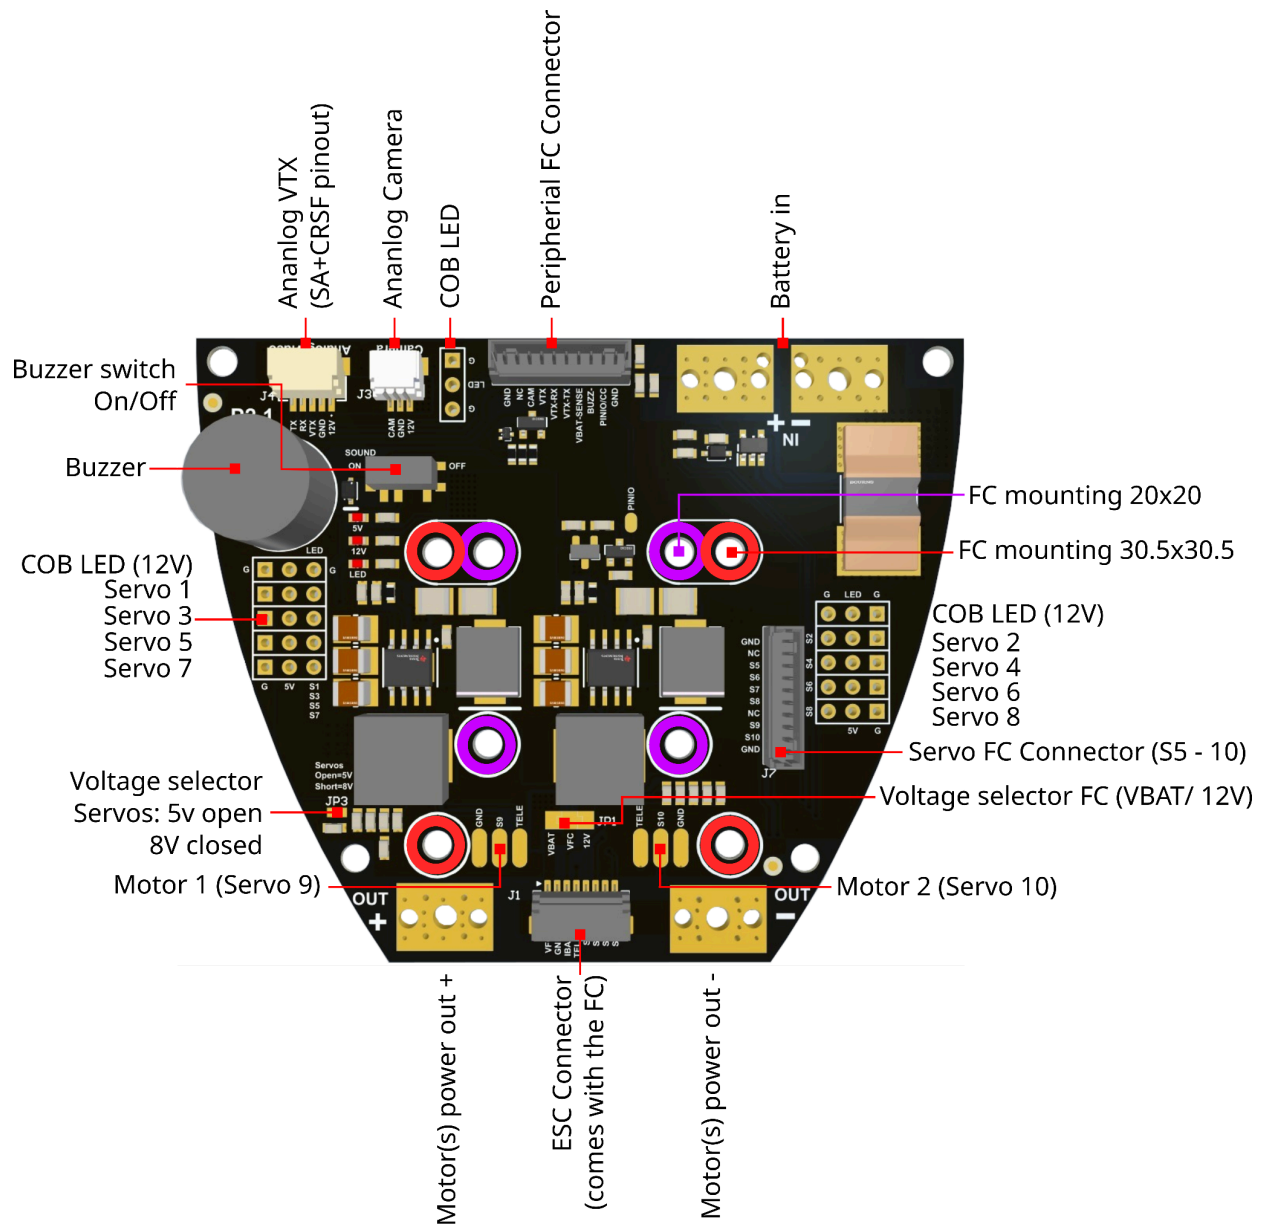 Ananlog VTX
(SA+CRSF pinout)
Ananlog Camera
COB LED
Peripherial FC Connector
Battery in
Buzzer switch
On/Off
Buzzer
COB LED (12V)
Servo 1
Servo 3
Servo 5
Servo 7
Voltage selector
Servos: 5v open
8V closed
Motor 1 (Servo 9)
FC mounting 20x20
FC mounting 30.5x30.5
COB LED (12V)
Servo 2
Servo 4
Servo 6
Servo 8
Servo FC Connector (S5 - 10)
Voltage selector FC (VBAT/ 12V)
Motor 2 (Servo 10)
Motor(s) power out +
ESC Connector
(comes with the FC)
Motor(s) power out -
Camera
J3
TX
RX
VTX
GND
12V
CAM
GND
12V
G
LED
G
GND
NC
CAM
VTX
VTX-RX
VTX-TX
VBAT-SENSE
BUZZ-
PINIO/CC
GND
+ −
IN
SOUND
ON
OFF
5V
12V
LED
PINIO
LED
G
G
G
5V
S1
S3
S5
S7
G
LED
G
S2
S4
S6
S8
5V
G
GND
NC
S5
S6
S7
S8
NC
S9
S10
GND
J7
Servos
Open=5V
Short=8V
JP3
GND
S9
TELE
JP1
VBAT
VFC
12V
TELE
S10
GND
OUT
+
J1
OUT
−